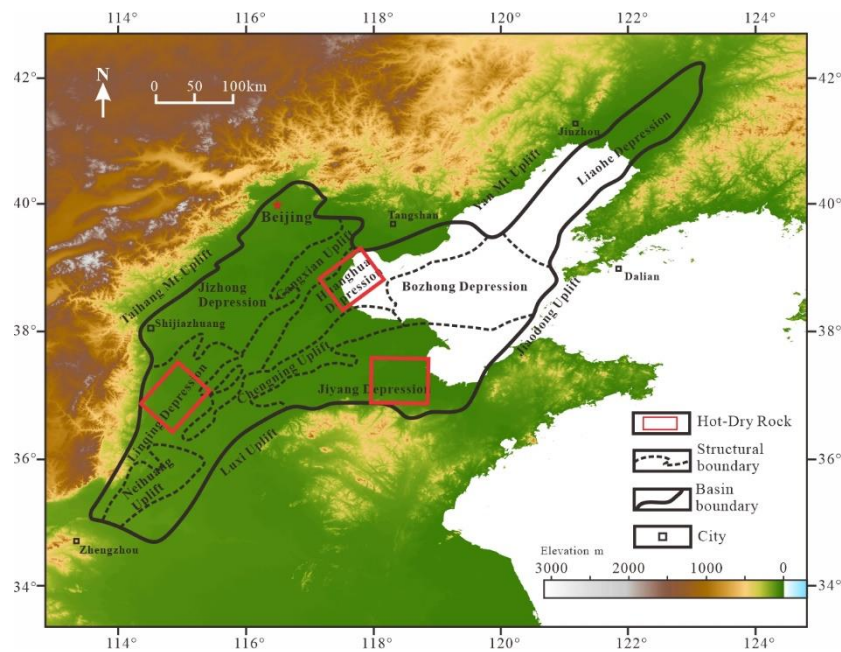 114° 116° 118° 120° 122° 124°
42° 42°
N
0 50 100km
Jinzhou
Liaohe Depression
Yan Mt Uplift
40° 40°
Beijing
Tangshan
Cangxian Uplift
Taihang Mt Uplift
Jizhong
Depression
Huanghua
Depression
Bozhong Depression
Dalian
Shijiazhuang
Jiaodong Uplift
38° 38°
Chengning Uplift
Jiyang Depression
Linqing Depression
Luxi Uplift
Neihuang
Uplift
Zhengzhou
36° 36°
34° 34°
Hot-Dry Rock
Structural
boundary
Basin
boundary
City
Elevation m
3000 2000 1000 0
114° 116° 118° 120° 122° 124°